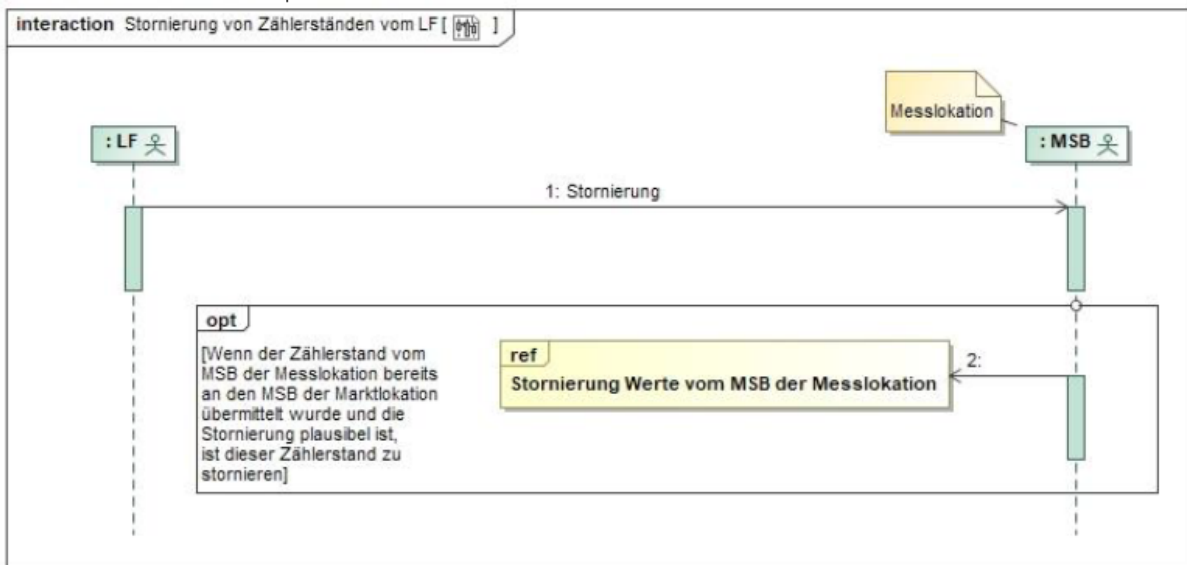 interaction Stornierung von Zählerständen vom LF [ ]
Messlokation
: LF
: MSB
1: Stornierung
opt
[Wenn der Zählerstand vom
MSB der Messlokation bereits
an den MSB der Marktlokation
übermittelt wurde und die
Stornierung plausibel ist,
ist dieser Zählerstand zu
stornieren]
ref
Stornierung Werte vom MSB der Messlokation
2: